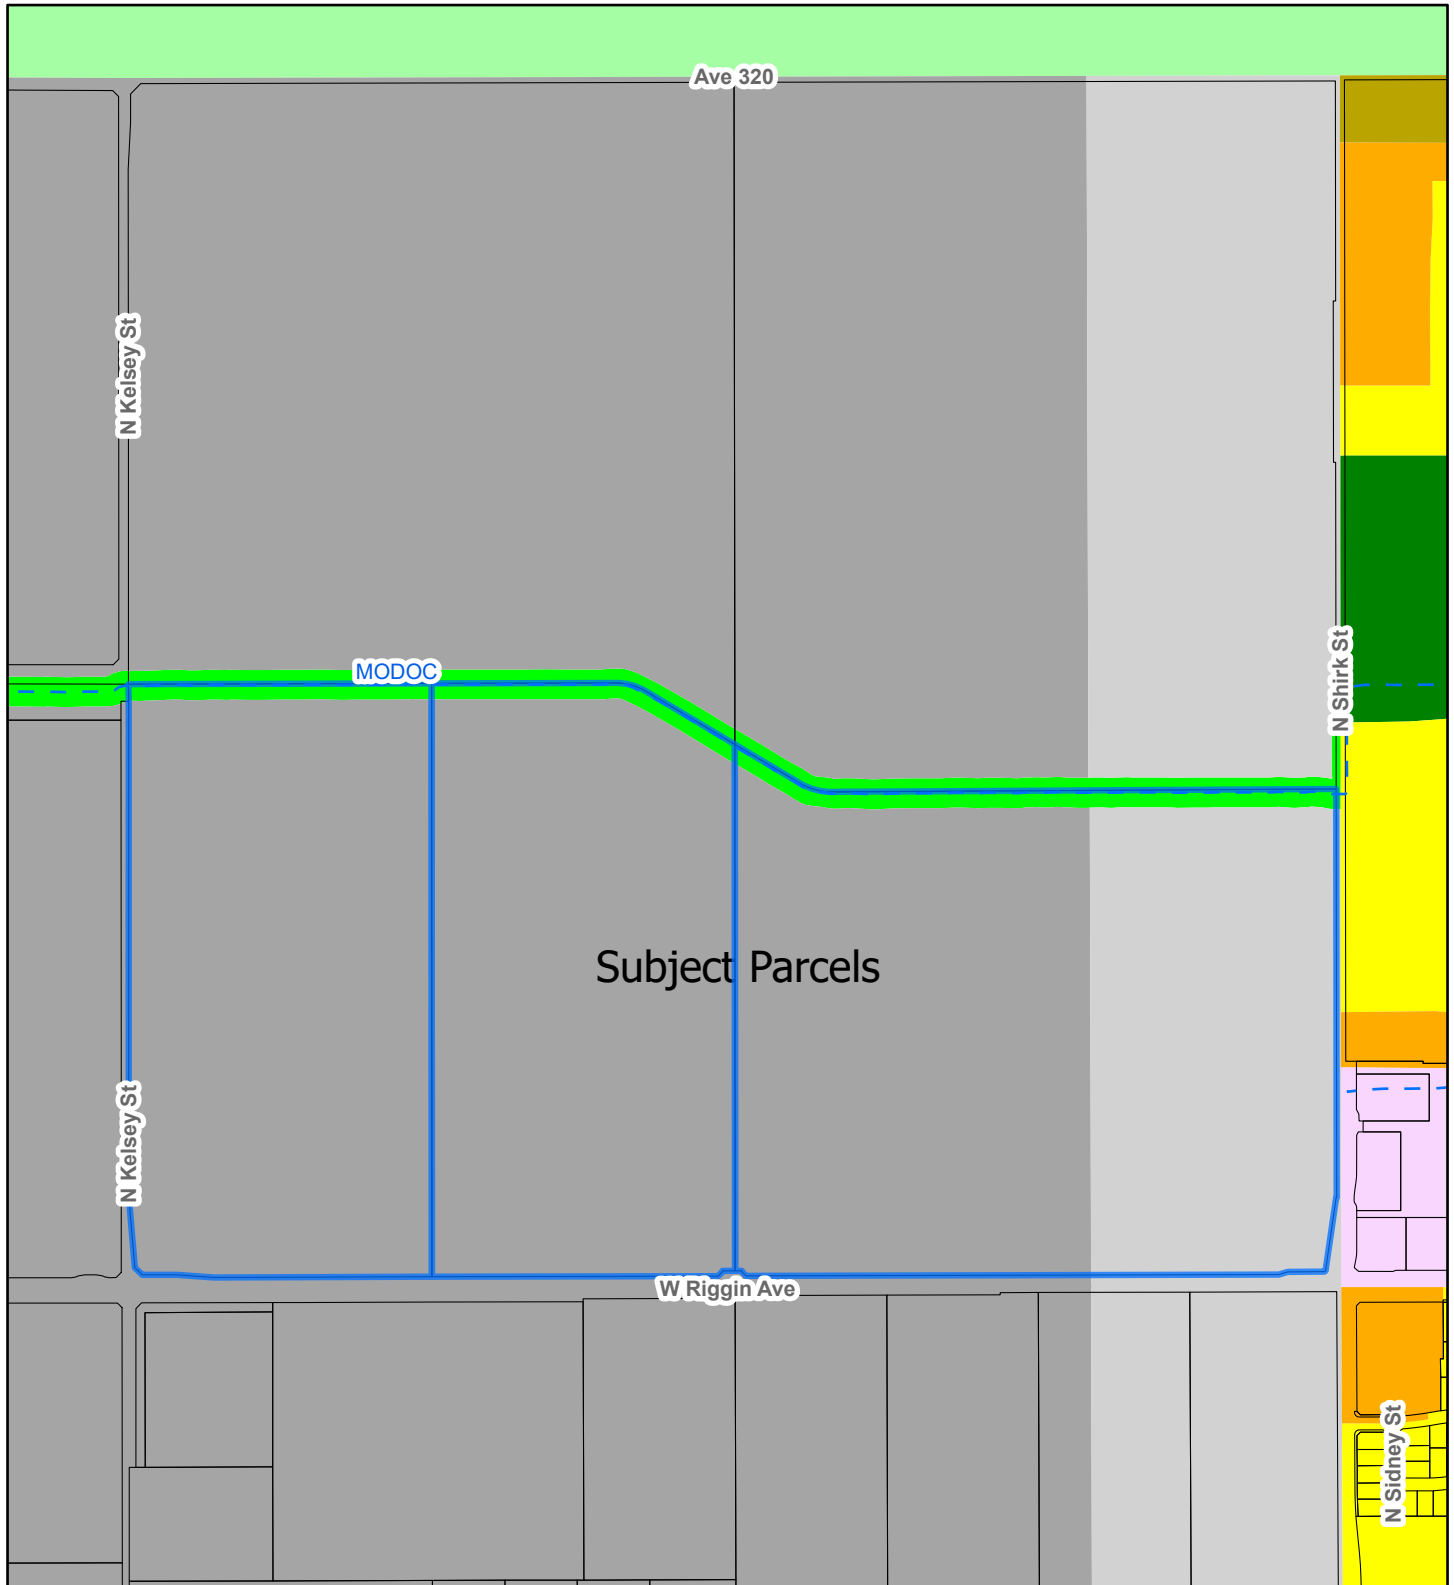 Ave 320
N Kelsey St
N Shirk St
MODOC
Subject Parcels
N Kelsey St
W Riggin Ave
N Sidney St